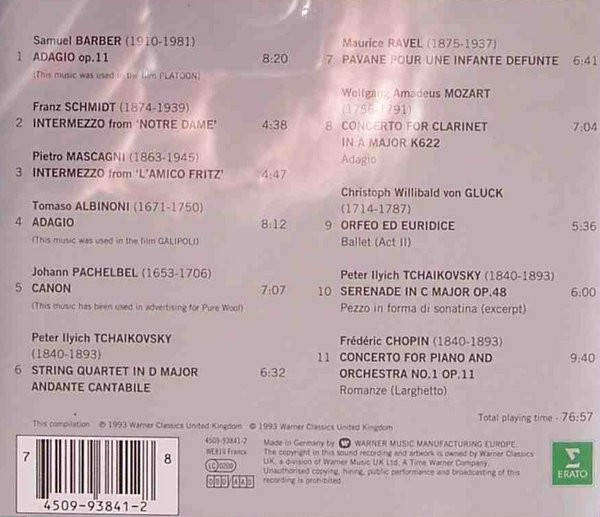 Samuel BARBER (1910-1981)
1 ADAGIO op.11 8:20
(This music was used in the film PLATOON)
Franz SCHMIDT (1874-1939)
2 INTERMEZZO from 'NOTRE DAME' 4:38
Pietro MASCAGNI (1863-1945)
3 INTERMEZZO from 'L'AMICO FRITZ' 4:47
Tomaso ALBINONI (1671-1750)
4 ADAGIO 8:12
(This music was used in the film GALIPOLI)
Johann PACHELBEL (1653-1706)
5 CANON 7:07
(This music has been used in advertising for Pure Wool)
Peter Ilyich TCHAIKOVSKY
(1840-1893)
6 STRING QUARTET IN D MAJOR 6:32
ANDANTE CANTABILE
Maurice RAVEL (1875-1937)
7 PAVANE POUR UNE INFANTE DEFUNTE 6:41
Wolfgang Amadeus MOZART
(1756-1791)
8 CONCERTO FOR CLARINET 7:04
IN A MAJOR K622
Adagio
Christoph Willibald von GLUCK
(1714-1787)
9 ORFEO ED EURIDICE 5:36
Ballet (Act II)
Peter Ilyich TCHAIKOVSKY (1840-1893)
10 SERENADE IN C MAJOR OP.48 6:00
Pezzo in forma di sonatina (excerpt)
Frédéric CHOPIN (1840-1893)
11 CONCERTO FOR PIANO AND 9:40
ORCHESTRA NO.1 OP.11
Romanze (Larghetto)
Total playing time - 76:57
This compilation ℗ 1993 Warner Classics United Kingdom © 1993 Warner Classics United Kingdom
7 8
4509-93841-2
4509-93841-2
WE810 France
LC 0200
DDD AAD
Made in Germany by WARNER MUSIC MANUFACTURING EUROPE.
The copyright in this sound recording and artwork is owned by Warner Classics
U.K., a division of Warner Music UK Ltd. A Time Warner Company.
Unauthorised copying, hiring, public performance and broadcasting of this
recording is prohibited.
ERATO